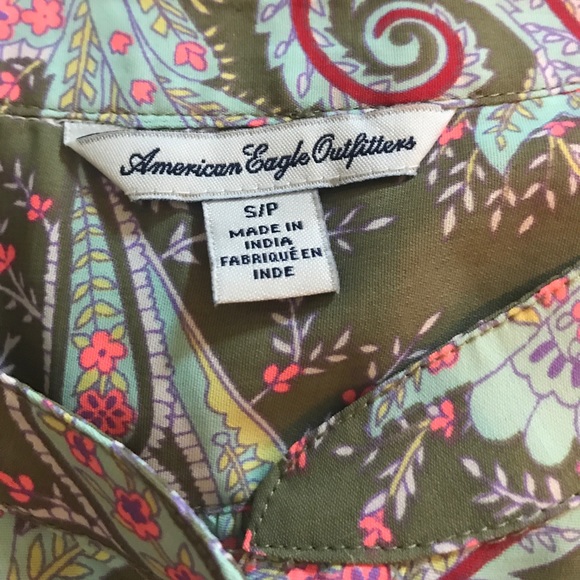 American Eagle Outfitters
S/P
MADE IN
INDIA
FABRIQUÉ EN
INDE